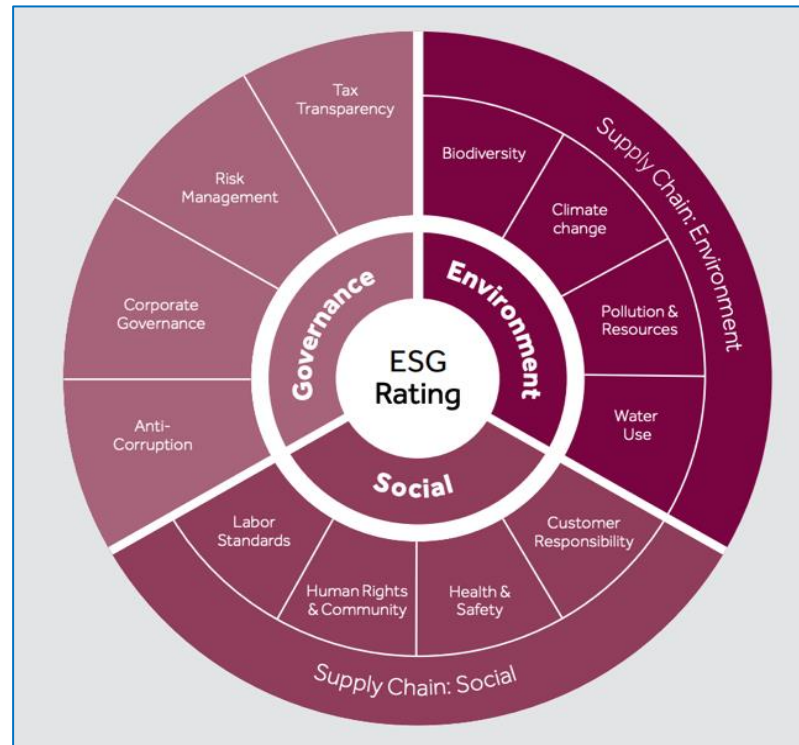 ESG
Rating
Governance
Environment
Social
Tax
Transparency
Risk
Management
Corporate
Governance
Anti-
Corruption
Biodiversity
Climate
change
Pollution &
Resources
Water
Use
Supply Chain: Environment
Customer
Responsibility
Health &
Safety
Human Rights
& Community
Labor
Standards
Supply Chain: Social